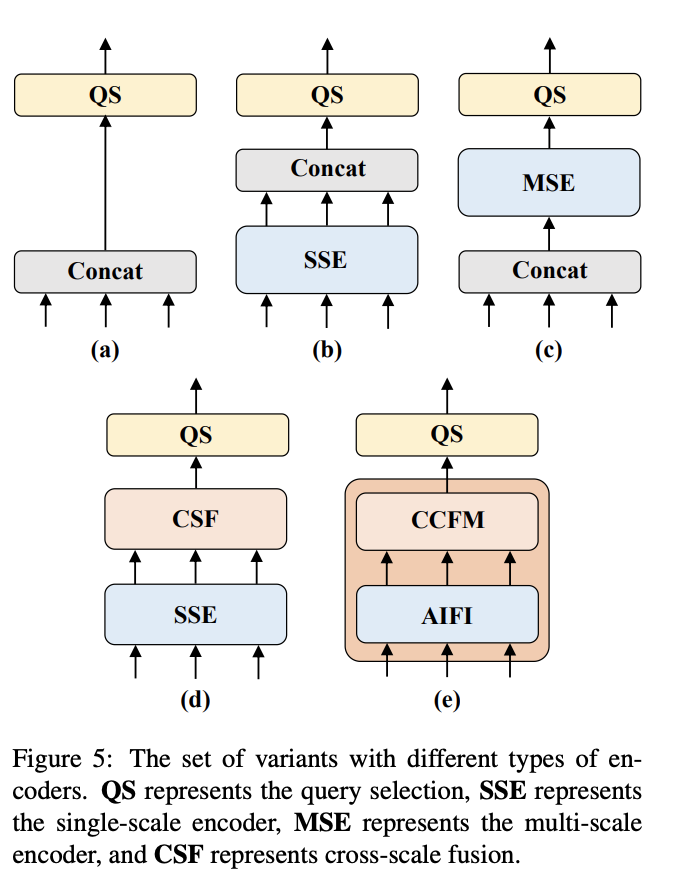 QS QS QS
Concat
MSE
SSE
Concat Concat
(a) (b) (c)
QS QS
CSF CCFM
SSE AIFI
(d) (e)
Figure 5: The set of variants with different types of en-
coders. QS represents the query selection, SSE represents
the single-scale encoder, MSE represents the multi-scale
encoder, and CSF represents cross-scale fusion.